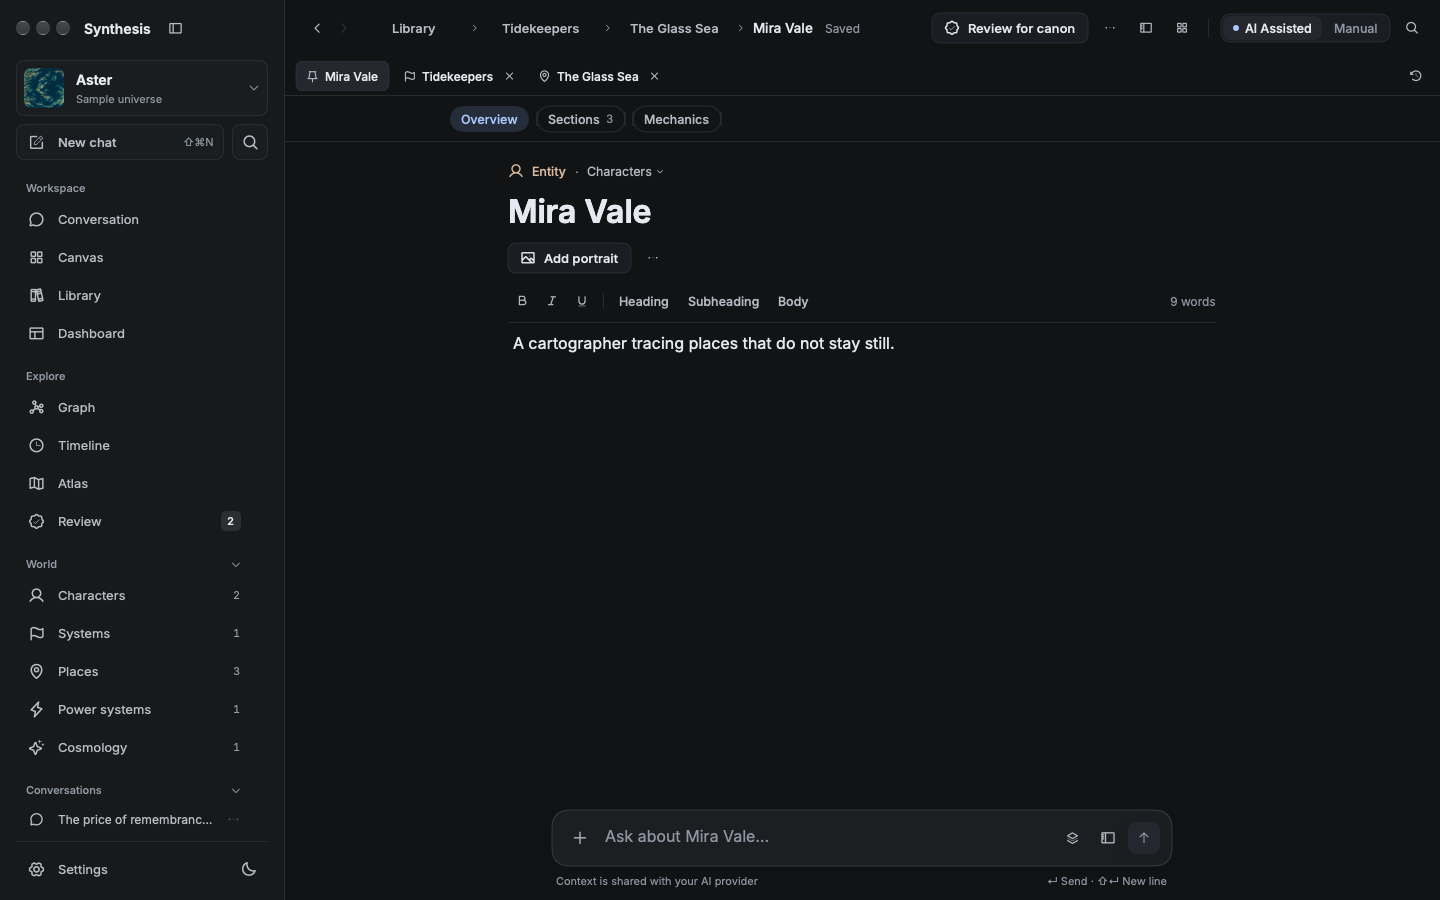 Synthesis
Aster
Sample universe
New chat ⇧⌘N
Workspace
Conversation
Canvas
Library
Dashboard
Explore
Graph
Timeline
Atlas
Review 2
World
Characters 2
Systems 1
Places 3
Power systems 1
Cosmology 1
Conversations
The price of remembranc... ...
Settings
Library > Tidekeepers > The Glass Sea > Mira Vale Saved
Review for canon ... AI Assisted Manual
Mira Vale Tidekeepers × The Glass Sea ×
Overview Sections 3 Mechanics
Entity · Characters
Mira Vale
Add portrait ...
B I U Heading Subheading Body 9 words
A cartographer tracing places that do not stay still.
Ask about Mira Vale...
Context is shared with your AI provider ↵ Send · ⇧↵ New line